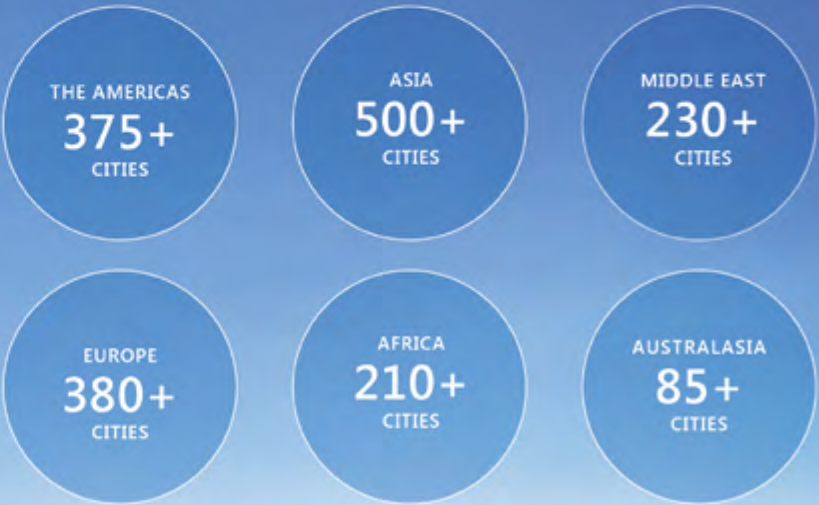 THE AMERICAS
375+
CITIES
ASIA
500+
CITIES
MIDDLE EAST
230+
CITIES
EUROPE
380+
CITIES
AFRICA
210+
CITIES
AUSTRALASIA
85+
CITIES